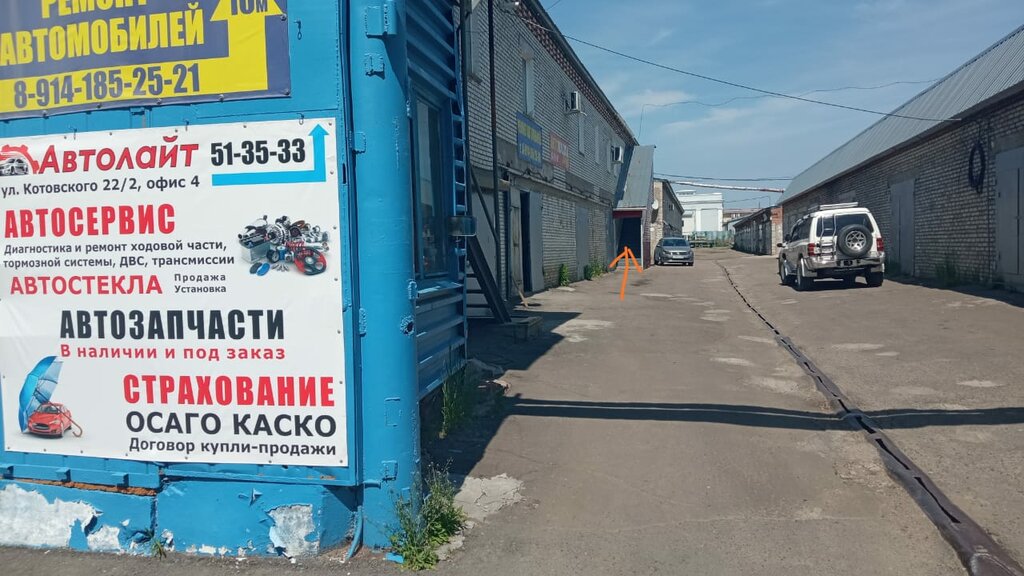 РЕМОНТ
АВТОМОБИЛЕЙ
10м
8-914-185-25-21
Автолайт 51-35-33
ул. Котовского 22/2, офис 4
АВТОСЕРВИС
Диагностика и ремонт ходовой части,
тормозной системы, ДВС, трансмиссии
АВТОСТЕКЛА Продажа
Установка
АВТОЗАПЧАСТИ
В наличии и под заказ
СТРАХОВАНИЕ
ОСАГО КАСКО
Договор купли-продажи